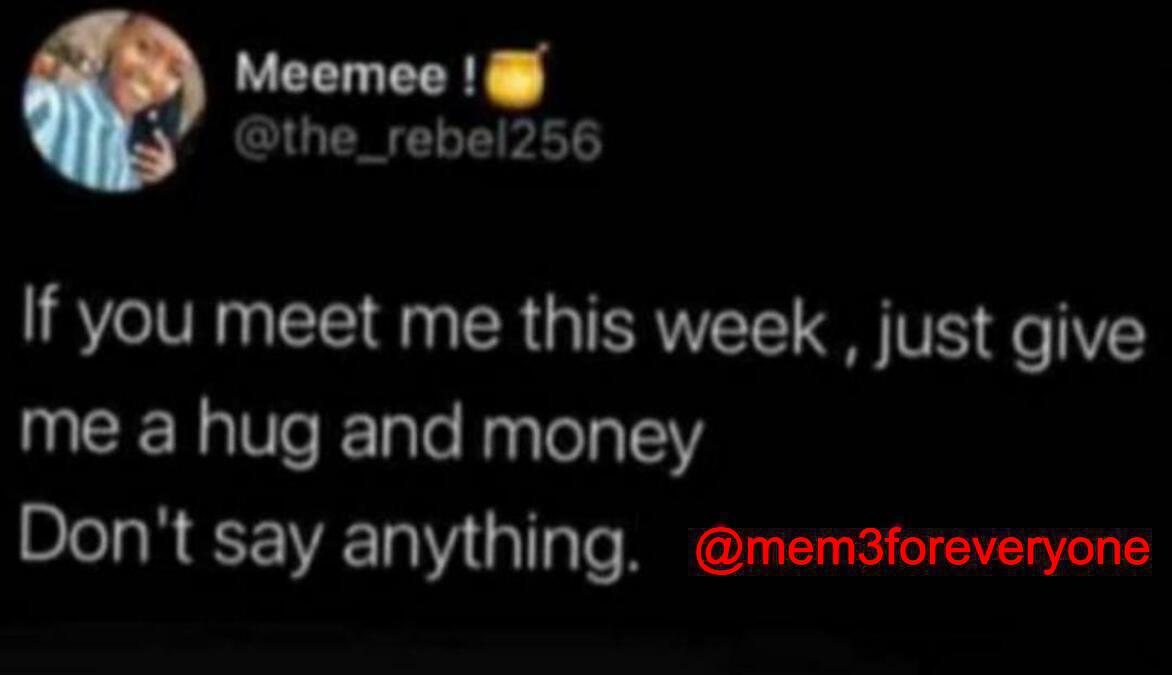 Meemee !🍯
@the_rebel256
If you meet me this week , just give
me a hug and money
Don't say anything.
@mem3foreveryone